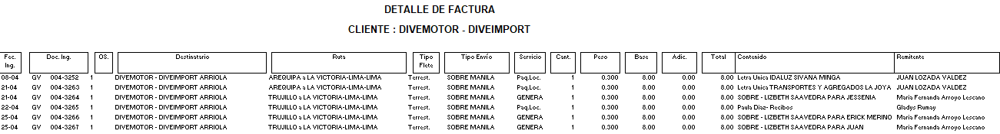 DETALLE DE FACTURA
CLIENTE : DIVEMOTOR - DIVEIMPORT
Fec. Ing. Doc. Ing. OS. Destinatario Ruta Tipo Flete Tipo Envío Servicio Cant. Peso Base Adic. Total Contenido Remitente
08-04 GV 004-3252 1 DIVEMOTOR - DIVEIMPORT ARRIOLA AREQUIPA a LA VICTORIA-LIMA-LIMA Terrest. SOBRE MANILA Paq.Loc. 1 0.300 8.00 0.00 8.00 Letra Unica IDALUZ SIVANA MINGA JUAN LOZADA VALDEZ
21-04 GV 004-3263 1 DIVEMOTOR - DIVEIMPORT ARRIOLA AREQUIPA a LA VICTORIA-LIMA-LIMA Terrest. SOBRE MANILA Paq.Loc. 1 0.300 8.00 0.00 8.00 Letra Unica TRANSPORTES Y AGREGADOS LA JOYA JUAN LOZADA VALDEZ
21-04 GV 004-3264 1 DIVEMOTOR - DIVEIMPORT ARRIOLA TRUJILLO a LA VICTORIA-LIMA-LIMA Terrest. SOBRE MANILA GENERA 1 0.300 8.00 0.00 8.00 SOBRE - LIZBETH SAAVEDRA PARA JESSENIA Maria Fernanda Arroyo Lescano
22-04 GV 004-3265 1 DIVEMOTOR - DIVEIMPORT ARRIOLA TRUJILLO a LA VICTORIA-LIMA-LIMA Terrest. SOBRE MANILA Paq.Loc. 1 0.300 8.00 0.00 8.00 Paula Diaz- Recibos Gladys Rumay
25-04 GV 004-3266 1 DIVEMOTOR - DIVEIMPORT ARRIOLA TRUJILLO a LA VICTORIA-LIMA-LIMA Terrest. SOBRE MANILA GENERA 1 0.300 8.00 0.00 8.00 SOBRE - LIZBETH SAAVEDRA PARA ERICK MERINO Maria Fernanda Arroyo Lescano
25-04 GV 004-3267 1 DIVEMOTOR - DIVEIMPORT ARRIOLA TRUJILLO a LA VICTORIA-LIMA-LIMA Terrest. SOBRE MANILA GENERA 1 0.300 8.00 0.00 8.00 SOBRE - LIZBETH SAAVEDRA PARA JUAN Maria Fernanda Arroyo Lescano